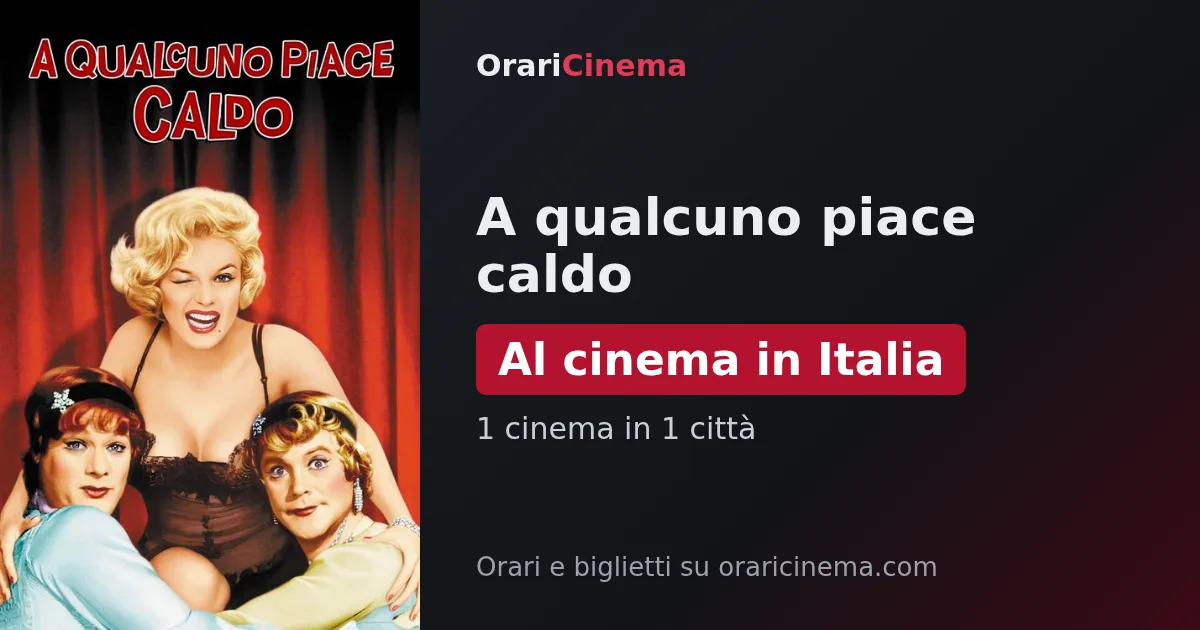 A QUALCUNO PIACE
CALDO
OrariCinema
A qualcuno piace
caldo
Al cinema in Italia
1 cinema in 1 città
Orari e biglietti su oraricinema.com